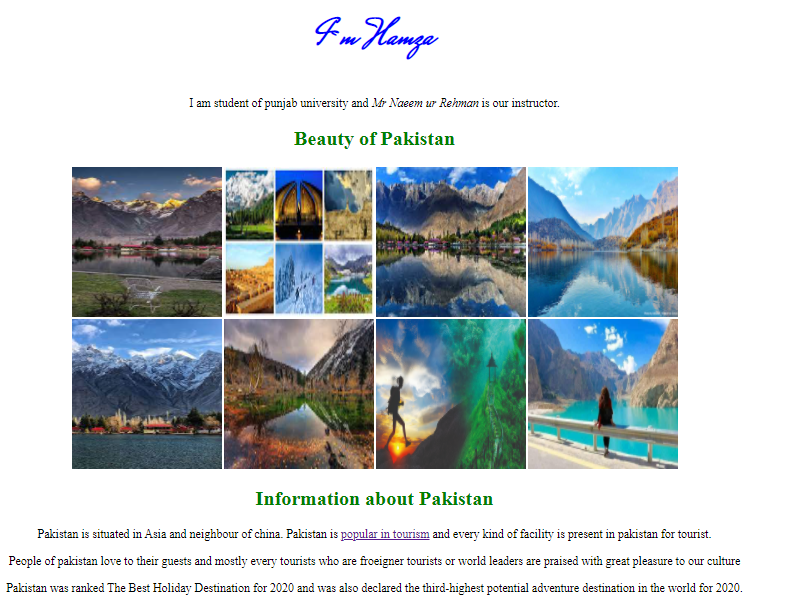 I'm Hamza
I am student of punjab university and Mr Naeem ur Rehman is our instructor.
Beauty of Pakistan
Information about Pakistan
Pakistan is situated in Asia and neighbour of china. Pakistan is popular in tourism and every kind of facility is present in pakistan for tourist.
People of pakistan love to their guests and mostly every tourists who are froeigner tourists or world leaders are praised with great pleasure to our culture
Pakistan was ranked The Best Holiday Destination for 2020 and was also declared the third-highest potential adventure destination in the world for 2020.